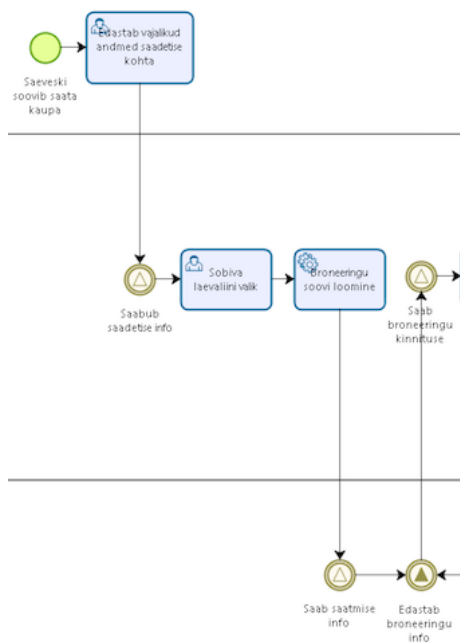 Edastab vajalikud
andmed saadetise
kohta
Saeveski
soovib saata
kaupa
Saabub
saadetise info
Sobiva
laevaliini valik
Broneeringu
soovi loomine
Saab
broneeringu
kinnituse
Saab saatmise
info
Edastab
broneeringu
info